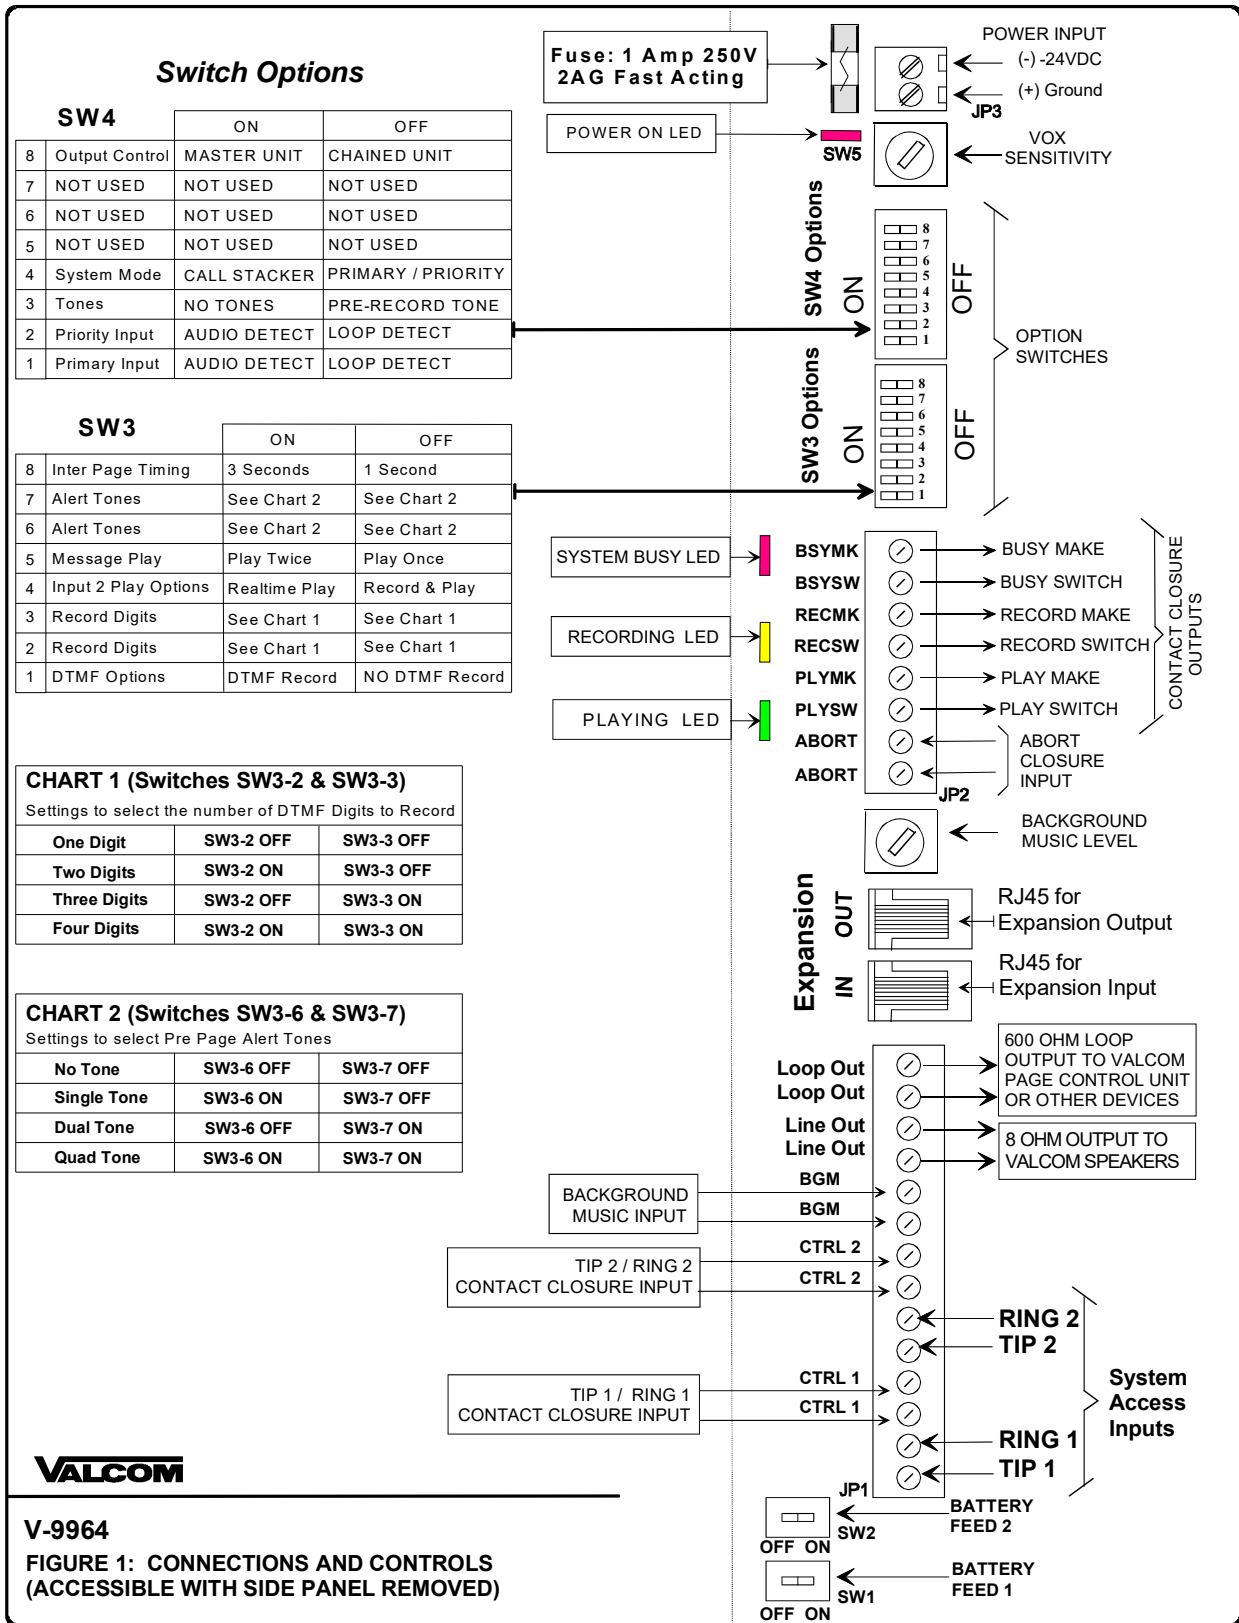 Switch Options
SW4
ON OFF
8 Output Control MASTER UNIT CHAINED UNIT
7 NOT USED NOT USED NOT USED
6 NOT USED NOT USED NOT USED
5 NOT USED NOT USED NOT USED
4 System Mode CALL STACKER PRIMARY / PRIORITY
3 Tones NO TONES PRE-RECORD TONE
2 Priority Input AUDIO DETECT LOOP DETECT
1 Primary Input AUDIO DETECT LOOP DETECT
SW3
ON OFF
8 Inter Page Timing 3 Seconds 1 Second
7 Alert Tones See Chart 2 See Chart 2
6 Alert Tones See Chart 2 See Chart 2
5 Message Play Play Twice Play Once
4 Input 2 Play Options Realtime Play Record & Play
3 Record Digits See Chart 1 See Chart 1
2 Record Digits See Chart 1 See Chart 1
1 DTMF Options DTMF Record NO DTMF Record
CHART 1 (Switches SW3-2 & SW3-3)
Settings to select the number of DTMF Digits to Record
One Digit SW3-2 OFF SW3-3 OFF
Two Digits SW3-2 ON SW3-3 OFF
Three Digits SW3-2 OFF SW3-3 ON
Four Digits SW3-2 ON SW3-3 ON
CHART 2 (Switches SW3-6 & SW3-7)
Settings to select Pre Page Alert Tones
No Tone SW3-6 OFF SW3-7 OFF
Single Tone SW3-6 ON SW3-7 OFF
Dual Tone SW3-6 OFF SW3-7 ON
Quad Tone SW3-6 ON SW3-7 ON
Fuse: 1 Amp 250V
2AG Fast Acting
POWER INPUT
(-) -24VDC
(+) Ground
JP3
POWER ON LED
SW5
VOX
SENSITIVITY
SW4 Options
ON
8
7
6
5
4
3
2
1
OFF
SW3 Options
ON
8
7
6
5
4
3
2
1
OFF
OPTION
SWITCHES
SYSTEM BUSY LED
RECORDING LED
PLAYING LED
BSYMK BUSY MAKE
BSYSW BUSY SWITCH
RECMK RECORD MAKE
RECSW RECORD SWITCH
PLYMK PLAY MAKE
PLYSW PLAY SWITCH
CONTACT CLOSURE
OUTPUTS
ABORT
ABORT
ABORT
CLOSURE
INPUT
JP2
BACKGROUND
MUSIC LEVEL
Expansion
OUT
RJ45 for
Expansion Output
IN
RJ45 for
Expansion Input
Loop Out
Loop Out
600 OHM LOOP
OUTPUT TO VALCOM
PAGE CONTROL UNIT
OR OTHER DEVICES
Line Out
Line Out
8 OHM OUTPUT TO
VALCOM SPEAKERS
BACKGROUND
MUSIC INPUT
BGM
BGM
TIP 2 / RING 2
CONTACT CLOSURE INPUT
CTRL 2
CTRL 2
RING 2
TIP 2
TIP 1 / RING 1
CONTACT CLOSURE INPUT
CTRL 1
CTRL 1
RING 1
TIP 1
System
Access
Inputs
JP1
BATTERY
FEED 2
SW2
OFF ON
BATTERY
FEED 1
SW1
OFF ON
VALCOM
V-9964
FIGURE 1: CONNECTIONS AND CONTROLS
(ACCESSIBLE WITH SIDE PANEL REMOVED)